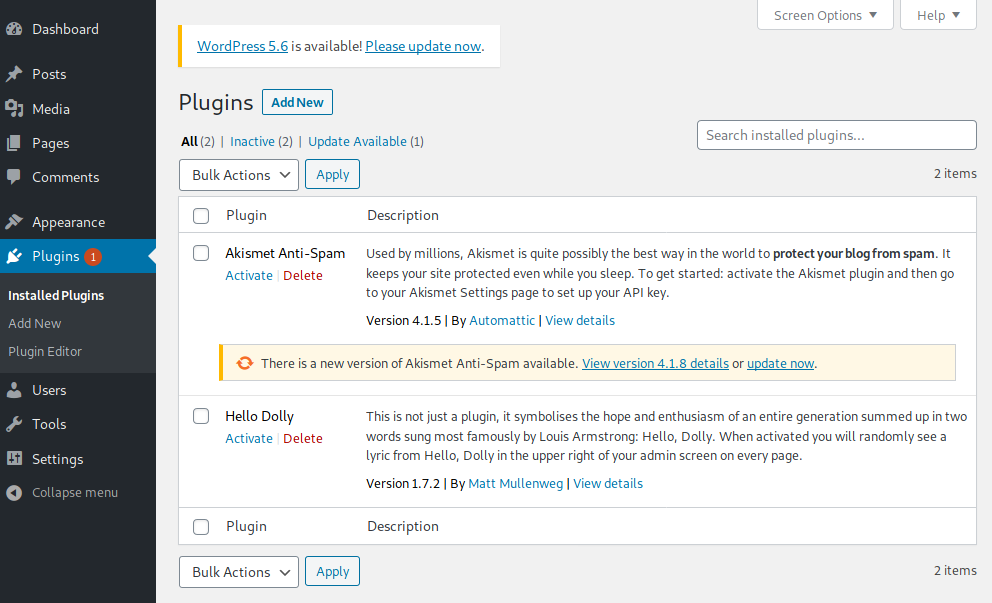 Dashboard
Posts
Media
Pages
Comments
Appearance
Plugins 1
Installed Plugins
Add New
Plugin Editor
Users
Tools
Settings
Collapse menu
Screen Options ▼ Help ▼
WordPress 5.6 is available! Please update now.
Plugins Add New
All (2) | Inactive (2) | Update Available (1)
Search installed plugins...
Bulk Actions Apply
2 items
Plugin Description
Akismet Anti-Spam
Activate | Delete
Used by millions, Akismet is quite possibly the best way in the world to protect your blog from spam. It
keeps your site protected even while you sleep. To get started: activate the Akismet plugin and then go
to your Akismet Settings page to set up your API key.
Version 4.1.5 | By Automattic | View details
There is a new version of Akismet Anti-Spam available. View version 4.1.8 details or update now.
Hello Dolly
Activate | Delete
This is not just a plugin, it symbolises the hope and enthusiasm of an entire generation summed up in two
words sung most famously by Louis Armstrong: Hello, Dolly. When activated you will randomly see a
lyric from Hello, Dolly in the upper right of your admin screen on every page.
Version 1.7.2 | By Matt Mullenweg | View details
Plugin Description
Bulk Actions Apply
2 items